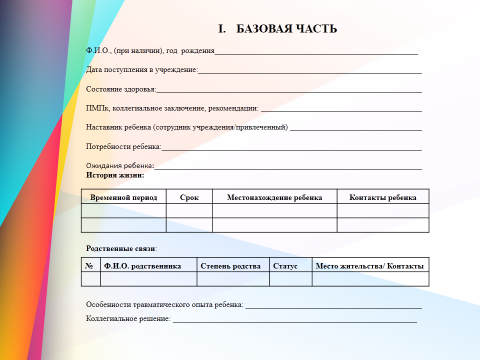 I. БАЗОВАЯ ЧАСТЬ
Ф.И.О., (при наличии), год рождения
Дата поступления в учреждение:
Состояние здоровья:
ПМПк, коллегиальное заключение, рекомендации:
Наставник ребенка (сотрудник учреждения/привлеченный)
Потребности ребенка:
Ожидания ребенка:
История жизни:
Временной период Срок Местонахождение ребенка Контакты ребенка
Родственные связи:
№ Ф.И.О. родственника Степень родства Статус Место жительства/ Контакты
Особенности травматического опыта ребенка:
Коллегиальное решение: